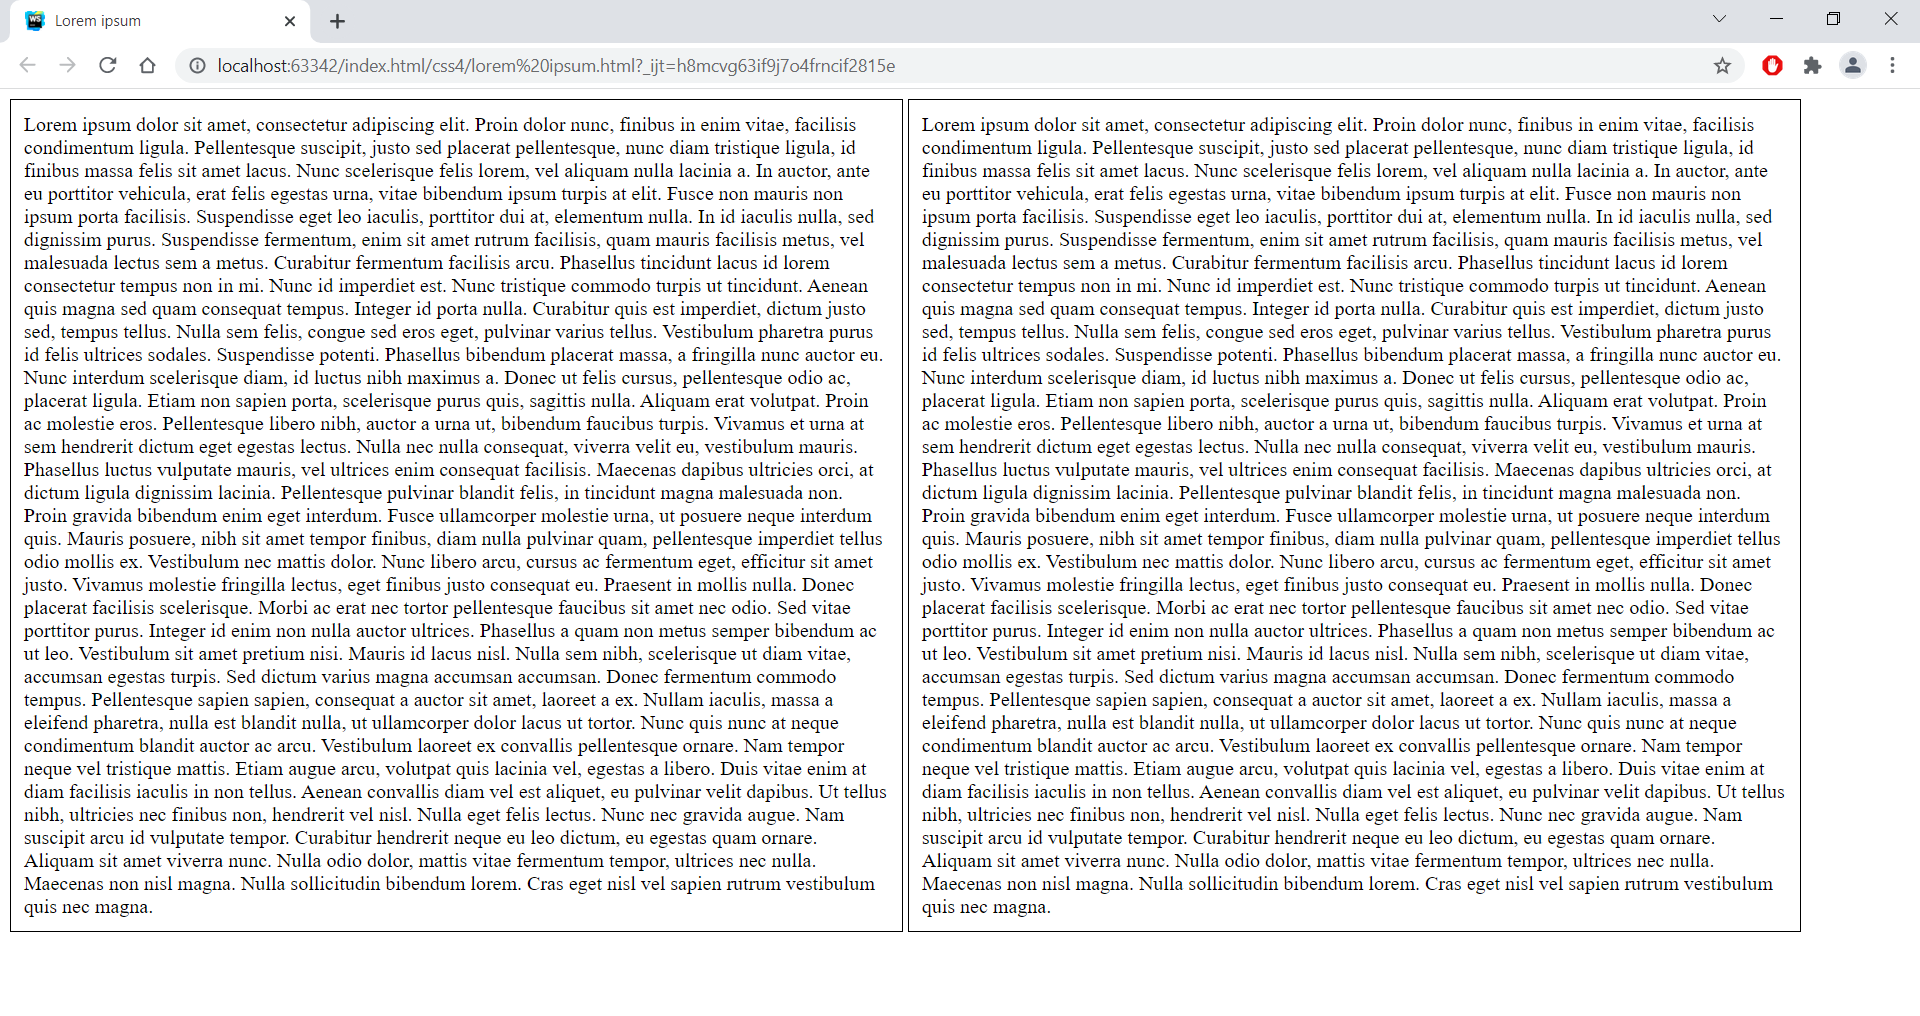 Lorem ipsum
localhost:63342/index.html/css4/lorem%20ipsum.html?_ijt=h8mcvg63if9j7o4frncif2815e
Lorem ipsum dolor sit amet, consectetur adipiscing elit. Proin dolor nunc, finibus in enim vitae, facilisis
condimentum ligula. Pellentesque suscipit, justo sed placerat pellentesque, nunc diam tristique ligula, id
finibus massa felis sit amet lacus. Nunc scelerisque felis lorem, vel aliquam nulla lacinia a. In auctor, ante
eu porttitor vehicula, erat felis egestas urna, vitae bibendum ipsum turpis at elit. Fusce non mauris non
ipsum porta facilisis. Suspendisse eget leo iaculis, porttitor dui at, elementum nulla. In id iaculis nulla, sed
dignissim purus. Suspendisse fermentum, enim sit amet rutrum facilisis, quam mauris facilisis metus, vel
malesuada lectus sem a metus. Curabitur fermentum facilisis arcu. Phasellus tincidunt lacus id lorem
consectetur tempus non in mi. Nunc id imperdiet est. Nunc tristique commodo turpis ut tincidunt. Aenean
quis magna sed quam consequat tempus. Integer id porta nulla. Curabitur quis est imperdiet, dictum justo
sed, tempus tellus. Nulla sem felis, congue sed eros eget, pulvinar varius tellus. Vestibulum pharetra purus
id felis ultrices sodales. Suspendisse potenti. Phasellus bibendum placerat massa, a fringilla nunc auctor eu.
Nunc interdum scelerisque diam, id luctus nibh maximus a. Donec ut felis cursus, pellentesque odio ac,
placerat ligula. Etiam non sapien porta, scelerisque purus quis, sagittis nulla. Aliquam erat volutpat. Proin
ac molestie eros. Pellentesque libero nibh, auctor a urna ut, bibendum faucibus turpis. Vivamus et urna at
sem hendrerit dictum eget egestas lectus. Nulla nec nulla consequat, viverra velit eu, vestibulum mauris.
Phasellus luctus vulputate mauris, vel ultrices enim consequat facilisis. Maecenas dapibus ultricies orci, at
dictum ligula dignissim lacinia. Pellentesque pulvinar blandit felis, in tincidunt magna malesuada non.
Proin gravida bibendum enim eget interdum. Fusce ullamcorper molestie urna, ut posuere neque interdum
quis. Mauris posuere, nibh sit amet tempor finibus, diam nulla pulvinar quam, pellentesque imperdiet tellus
odio mollis ex. Vestibulum nec mattis dolor. Nunc libero arcu, cursus ac fermentum eget, efficitur sit amet
justo. Vivamus molestie fringilla lectus, eget finibus justo consequat eu. Praesent in mollis nulla. Donec
placerat facilisis scelerisque. Morbi ac erat nec tortor pellentesque faucibus sit amet nec odio. Sed vitae
porttitor purus. Integer id enim non nulla auctor ultrices. Phasellus a quam non metus semper bibendum ac
ut leo. Vestibulum sit amet pretium nisi. Mauris id lacus nisl. Nulla sem nibh, scelerisque ut diam vitae,
accumsan egestas turpis. Sed dictum varius magna accumsan accumsan. Donec fermentum commodo
tempus. Pellentesque sapien sapien, consequat a auctor sit amet, laoreet a ex. Nullam iaculis, massa a
eleifend pharetra, nulla est blandit nulla, ut ullamcorper dolor lacus ut tortor. Nunc quis nunc at neque
condimentum blandit auctor ac arcu. Vestibulum laoreet ex convallis pellentesque ornare. Nam tempor
neque vel tristique mattis. Etiam augue arcu, volutpat quis lacinia vel, egestas a libero. Duis vitae enim at
diam facilisis iaculis in non tellus. Aenean convallis diam vel est aliquet, eu pulvinar velit dapibus. Ut tellus
nibh, ultricies nec finibus non, hendrerit vel nisl. Nulla eget felis lectus. Nunc nec gravida augue. Nam
suscipit arcu id vulputate tempor. Curabitur hendrerit neque eu leo dictum, eu egestas quam ornare.
Aliquam sit amet viverra nunc. Nulla odio dolor, mattis vitae fermentum tempor, ultrices nec nulla.
Maecenas non nisl magna. Nulla sollicitudin bibendum lorem. Cras eget nisl vel sapien rutrum vestibulum
quis nec magna.
Lorem ipsum dolor sit amet, consectetur adipiscing elit. Proin dolor nunc, finibus in enim vitae, facilisis
condimentum ligula. Pellentesque suscipit, justo sed placerat pellentesque, nunc diam tristique ligula, id
finibus massa felis sit amet lacus. Nunc scelerisque felis lorem, vel aliquam nulla lacinia a. In auctor, ante
eu porttitor vehicula, erat felis egestas urna, vitae bibendum ipsum turpis at elit. Fusce non mauris non
ipsum porta facilisis. Suspendisse eget leo iaculis, porttitor dui at, elementum nulla. In id iaculis nulla, sed
dignissim purus. Suspendisse fermentum, enim sit amet rutrum facilisis, quam mauris facilisis metus, vel
malesuada lectus sem a metus. Curabitur fermentum facilisis arcu. Phasellus tincidunt lacus id lorem
consectetur tempus non in mi. Nunc id imperdiet est. Nunc tristique commodo turpis ut tincidunt. Aenean
quis magna sed quam consequat tempus. Integer id porta nulla. Curabitur quis est imperdiet, dictum justo
sed, tempus tellus. Nulla sem felis, congue sed eros eget, pulvinar varius tellus. Vestibulum pharetra purus
id felis ultrices sodales. Suspendisse potenti. Phasellus bibendum placerat massa, a fringilla nunc auctor eu.
Nunc interdum scelerisque diam, id luctus nibh maximus a. Donec ut felis cursus, pellentesque odio ac,
placerat ligula. Etiam non sapien porta, scelerisque purus quis, sagittis nulla. Aliquam erat volutpat. Proin
ac molestie eros. Pellentesque libero nibh, auctor a urna ut, bibendum faucibus turpis. Vivamus et urna at
sem hendrerit dictum eget egestas lectus. Nulla nec nulla consequat, viverra velit eu, vestibulum mauris.
Phasellus luctus vulputate mauris, vel ultrices enim consequat facilisis. Maecenas dapibus ultricies orci, at
dictum ligula dignissim lacinia. Pellentesque pulvinar blandit felis, in tincidunt magna malesuada non.
Proin gravida bibendum enim eget interdum. Fusce ullamcorper molestie urna, ut posuere neque interdum
quis. Mauris posuere, nibh sit amet tempor finibus, diam nulla pulvinar quam, pellentesque imperdiet tellus
odio mollis ex. Vestibulum nec mattis dolor. Nunc libero arcu, cursus ac fermentum eget, efficitur sit amet
justo. Vivamus molestie fringilla lectus, eget finibus justo consequat eu. Praesent in mollis nulla. Donec
placerat facilisis scelerisque. Morbi ac erat nec tortor pellentesque faucibus sit amet nec odio. Sed vitae
porttitor purus. Integer id enim non nulla auctor ultrices. Phasellus a quam non metus semper bibendum ac
ut leo. Vestibulum sit amet pretium nisi. Mauris id lacus nisl. Nulla sem nibh, scelerisque ut diam vitae,
accumsan egestas turpis. Sed dictum varius magna accumsan accumsan. Donec fermentum commodo
tempus. Pellentesque sapien sapien, consequat a auctor sit amet, laoreet a ex. Nullam iaculis, massa a
eleifend pharetra, nulla est blandit nulla, ut ullamcorper dolor lacus ut tortor. Nunc quis nunc at neque
condimentum blandit auctor ac arcu. Vestibulum laoreet ex convallis pellentesque ornare. Nam tempor
neque vel tristique mattis. Etiam augue arcu, volutpat quis lacinia vel, egestas a libero. Duis vitae enim at
diam facilisis iaculis in non tellus. Aenean convallis diam vel est aliquet, eu pulvinar velit dapibus. Ut tellus
nibh, ultricies nec finibus non, hendrerit vel nisl. Nulla eget felis lectus. Nunc nec gravida augue. Nam
suscipit arcu id vulputate tempor. Curabitur hendrerit neque eu leo dictum, eu egestas quam ornare.
Aliquam sit amet viverra nunc. Nulla odio dolor, mattis vitae fermentum tempor, ultrices nec nulla.
Maecenas non nisl magna. Nulla sollicitudin bibendum lorem. Cras eget nisl vel sapien rutrum vestibulum
quis nec magna.